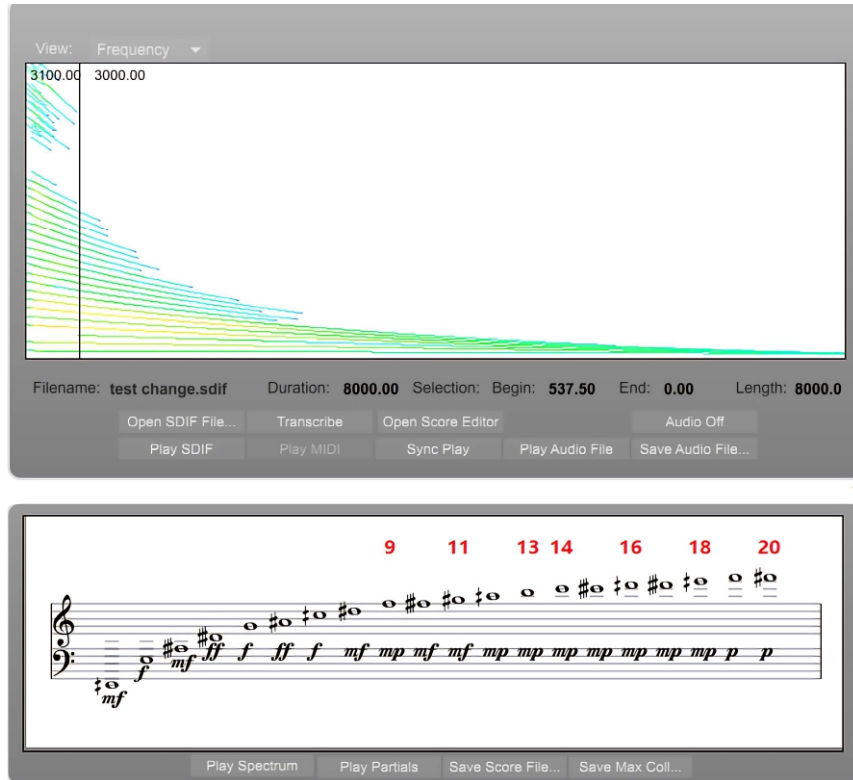 View: Frequency
3100.00 3000.00
Filename: test change.sdif Duration: 8000.00 Selection: Begin: 537.50 End: 0.00 Length: 8000.0
Open SDIF File... Transcribe Open Score Editor Audio Off
Play SDIF Play MIDI Sync Play Play Audio File Save Audio File...
9 11 13 14 16 18 20
mf f mf ff f ff f mf mp mf mf mp mp mp mp mp mp mp p p
Play Spectrum Play Partials Save Score File... Save Max Coll...